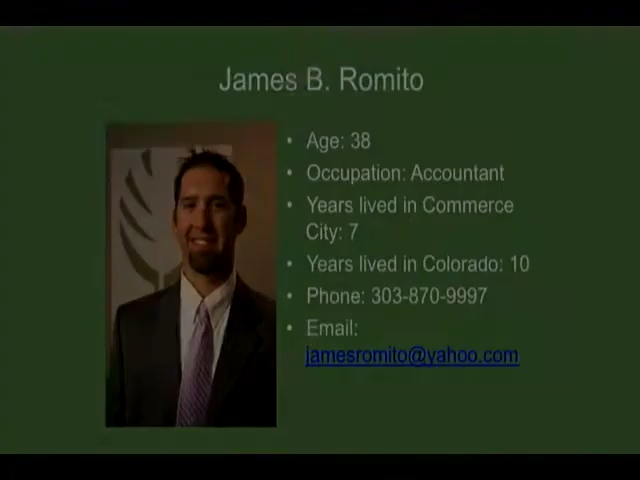 James B. Romito
• Age: 38
• Occupation: Accountant
• Years lived in Commerce
City: 7
• Years lived in Colorado: 10
• Phone: 303-870-9997
• Email:
jamesromito@yahoo.com